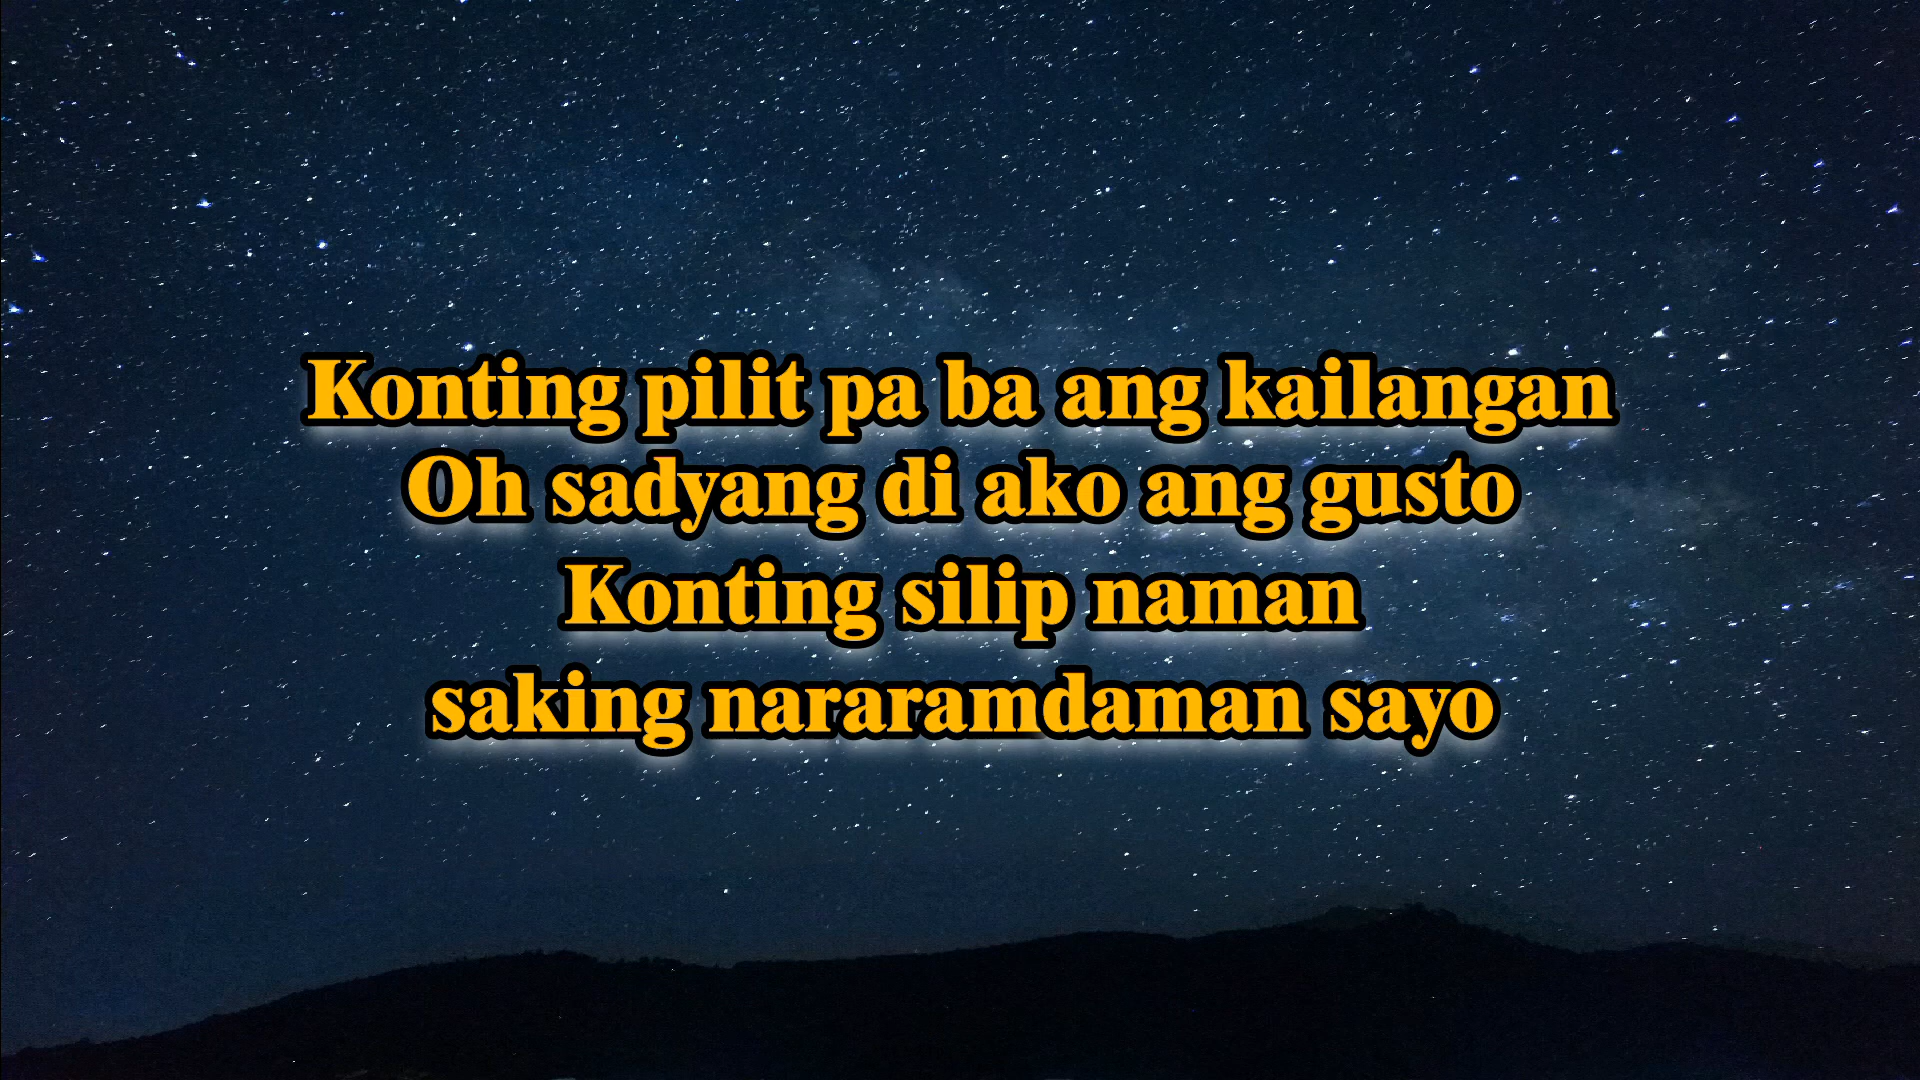 Konting pilit pa ba ang kailangan
Oh sadyang di ako ang gusto
Konting silip naman
saking nararamdaman sayo